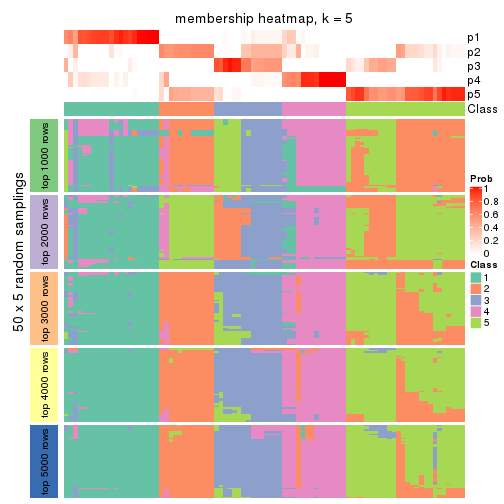 membership heatmap, k = 5
p1
p2
p3
p4
p5
Class
50 x 5 random samplings
top 1000 rows
top 2000 rows
top 3000 rows
top 4000 rows
top 5000 rows
Prob
1
0.8
0.6
0.4
0.2
0
Class
1
2
3
4
5